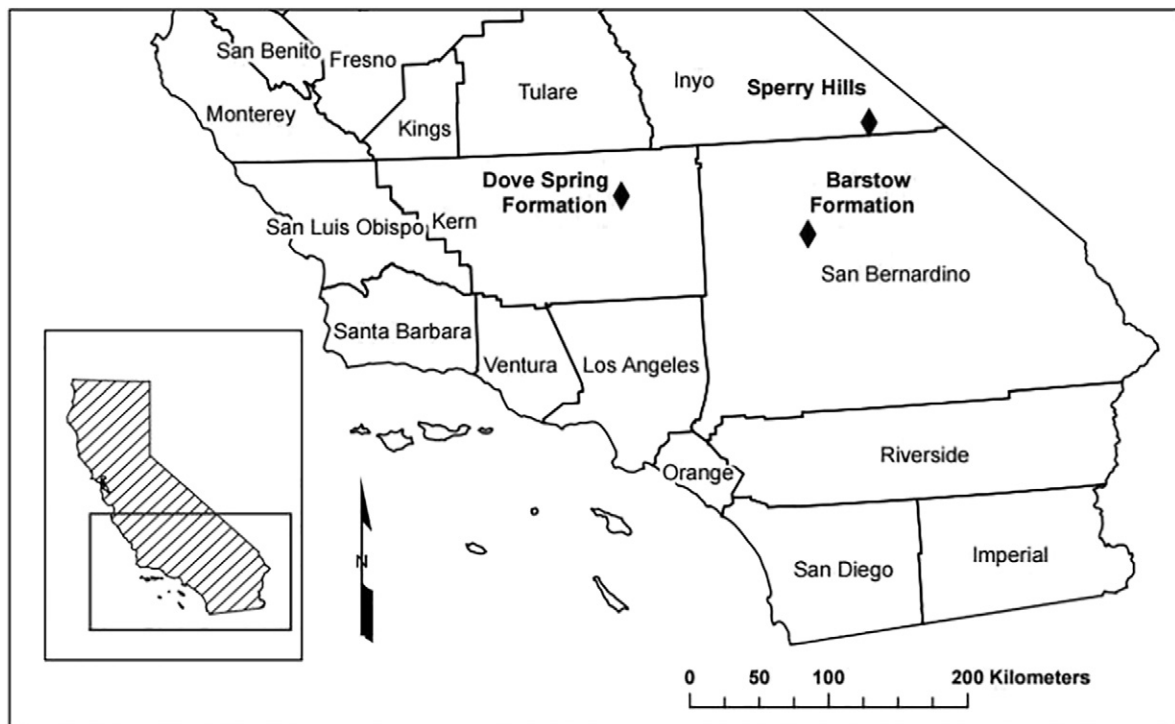 San Benito
Fresno
Monterey
Kings
Tulare
Inyo
Sperry Hills
Dove Spring
Formation
Barstow
Formation
San Luis Obispo
Kern
San Bernardino
Santa Barbara
Ventura
Los Angeles
Orange
Riverside
San Diego
Imperial
N
0 50 100 200 Kilometers